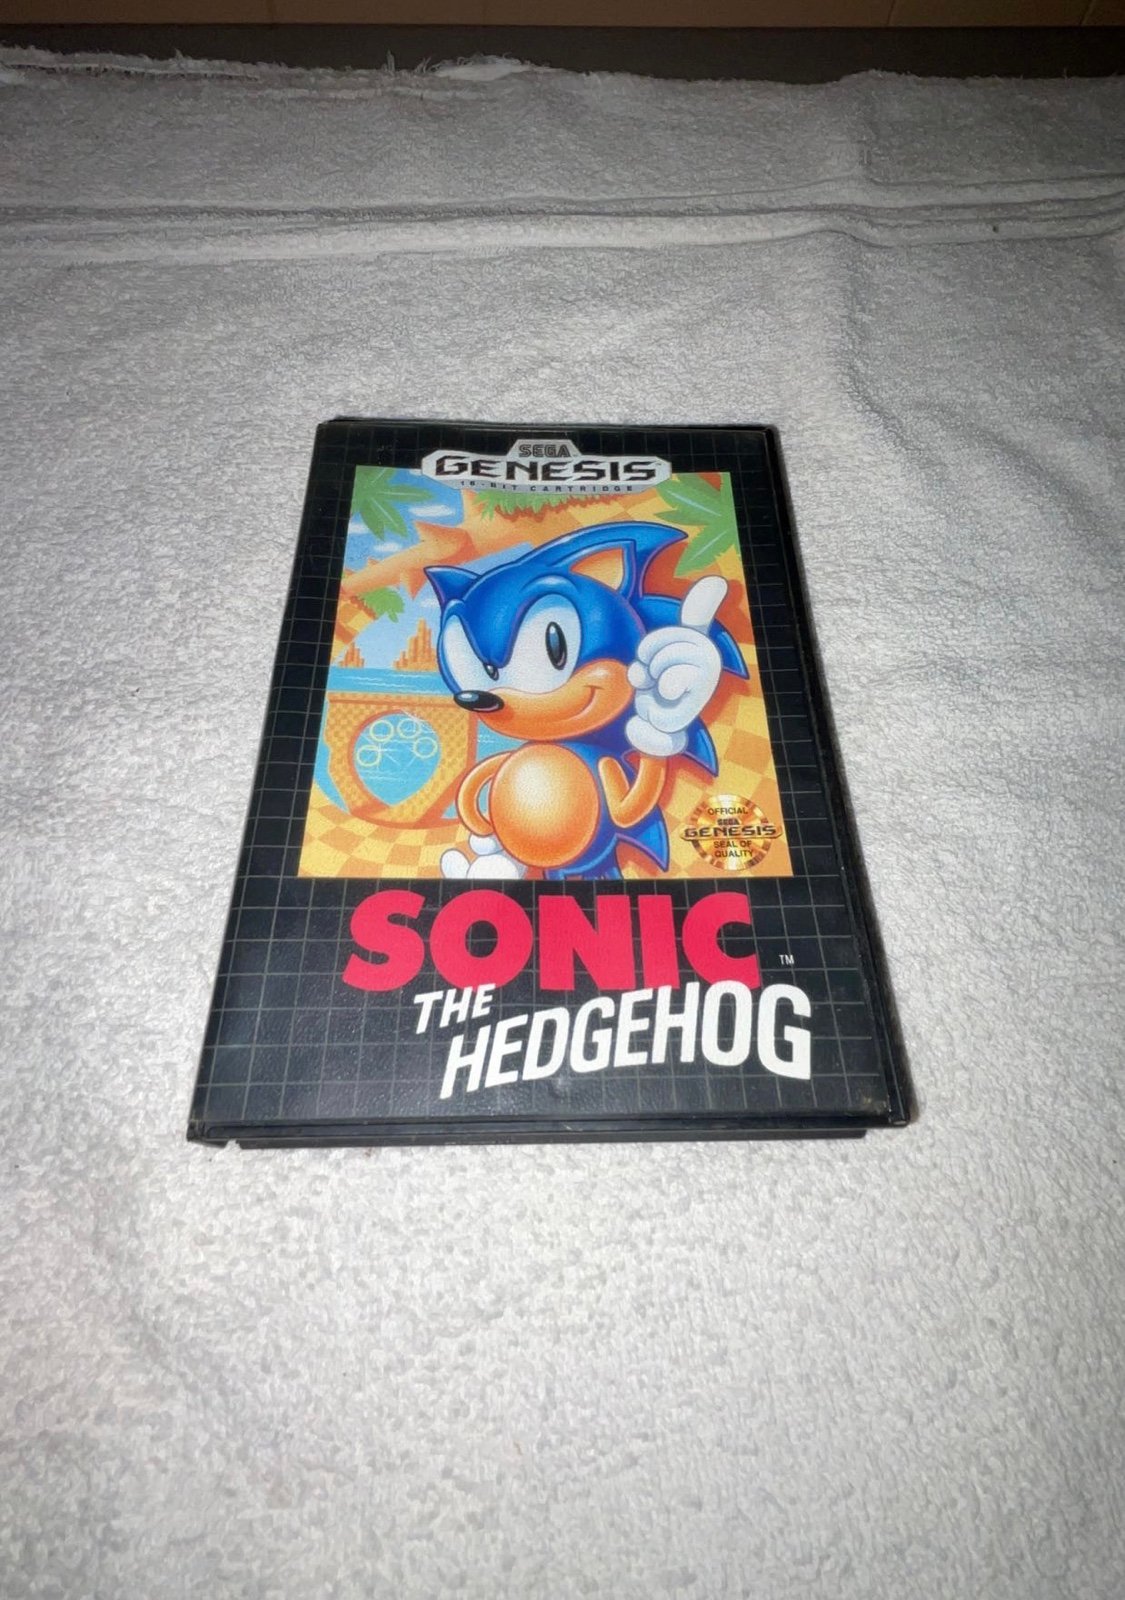 SEGA
GENESIS
16-BIT CARTRIDGE
OFFICIAL
SEGA
GENESIS
SEAL OF
QUALITY
SONIC
TM
THE
HEDGEHOG